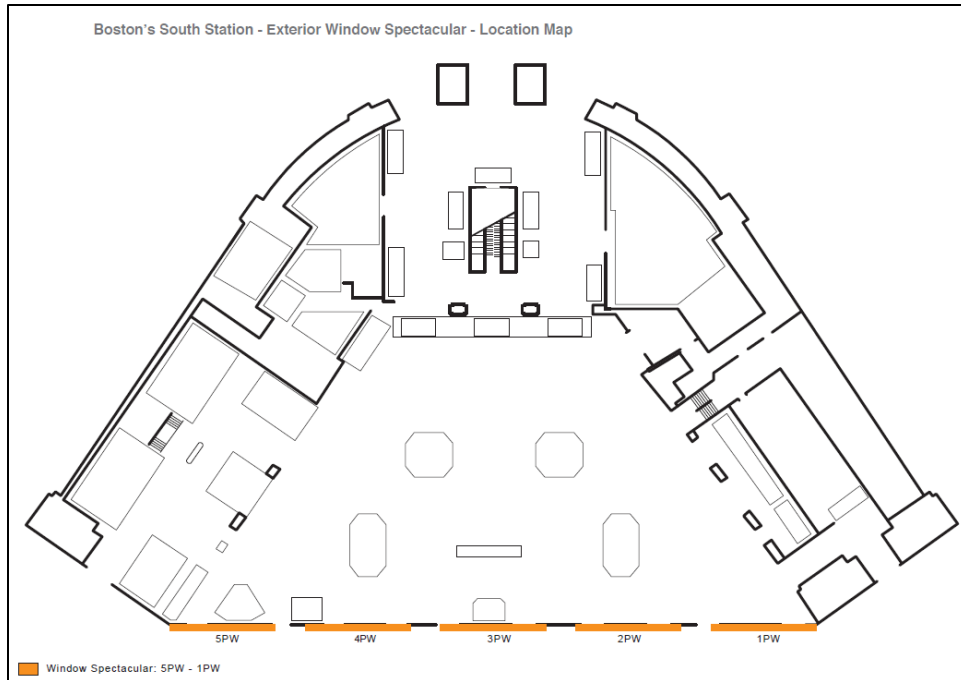 Boston's South Station - Exterior Window Spectacular - Location Map
5PW 4PW 3PW 2PW 1PW
Window Spectacular: 5PW - 1PW